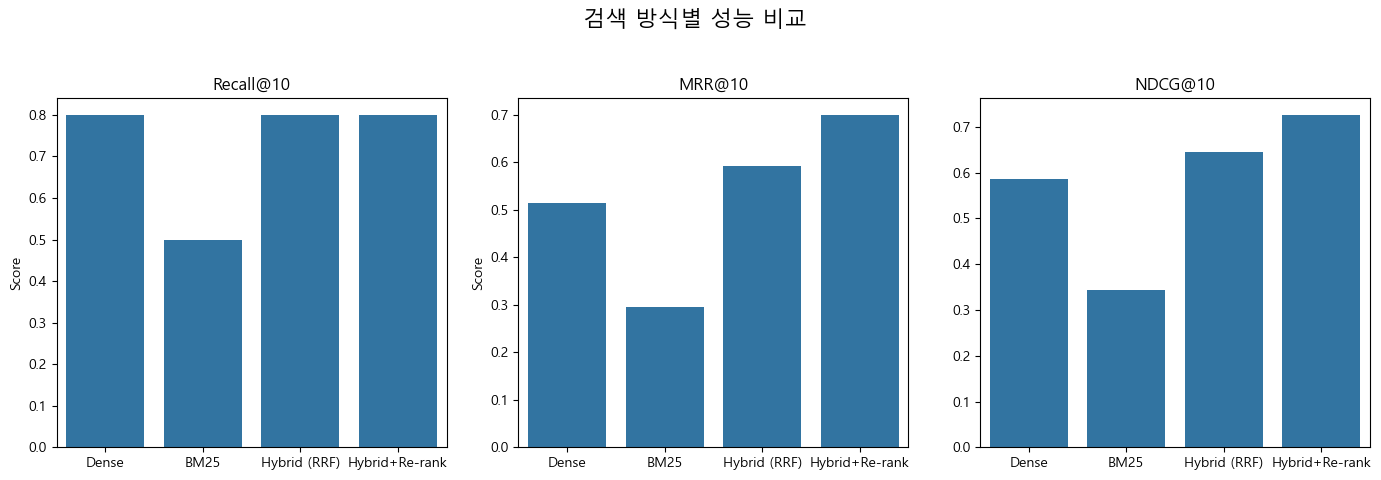 검색 방식별 성능 비교
Recall@10
Score
0.8
0.7
0.6
0.5
0.4
0.3
0.2
0.1
0.0
Dense BM25 Hybrid (RRF) Hybrid+Re-rank
MRR@10
Score
0.7
0.6
0.5
0.4
0.3
0.2
0.1
0.0
Dense BM25 Hybrid (RRF) Hybrid+Re-rank
NDCG@10
0.7
0.6
0.5
0.4
0.3
0.2
0.1
0.0
Dense BM25 Hybrid (RRF) Hybrid+Re-rank